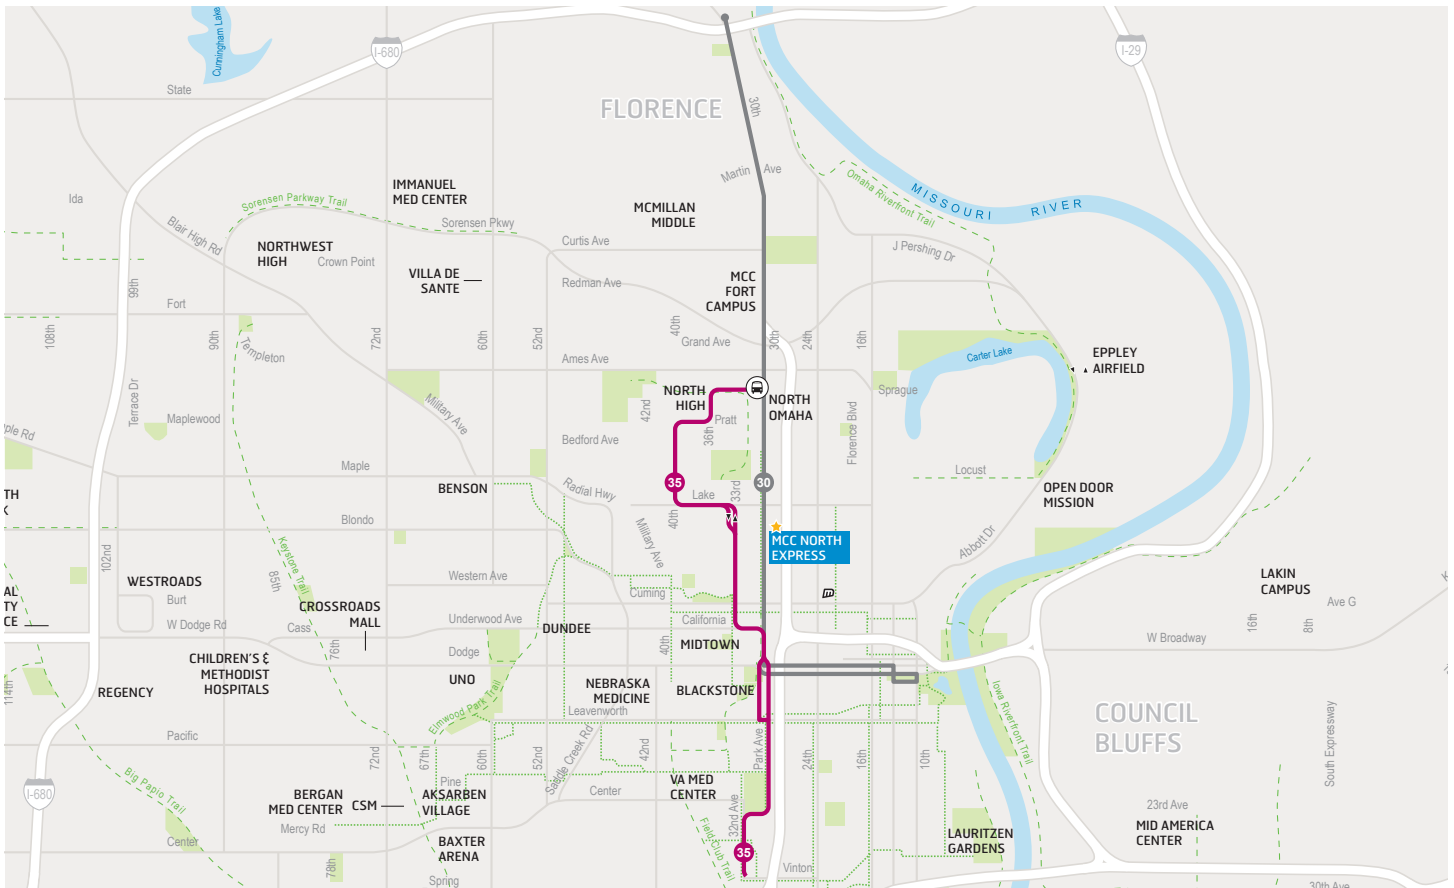 Cunningham Lake
I-680
I-29
State
FLORENCE
30th
Martin Ave
Omaha Riverfront Trail
MISSOURI RIVER
IMMANUEL
MED CENTER
Ida
Sorensen Parkway Trail
Sorensen Pkwy
MCMILLAN
MIDDLE
Blair High Rd
NORTHWEST
HIGH
Crown Point
Curtis Ave
J Pershing Dr
VILLA DE
SANTE
Redman Ave
MCC
FORT
CAMPUS
99th
Fort
108th
90th
Templeton
72nd
60th
52nd
40th
Grand Ave
30th
24th
16th
Ames Ave
Carter Lake
EPPLEY
AIRFIELD
Terrace Dr
Maplewood
Military Ave
42nd
NORTH
HIGH
Pratt
36th
NORTH
OMAHA
Sprague
Florence Blvd
ple Rd
Bedford Ave
Maple
Locust
BENSON
Radial Hwy
35
Lake
33rd
30
OPEN DOOR
MISSION
TH
K
Blondo
40th
Military Ave
MCC NORTH
EXPRESS
Abbott Dr
102nd
Keystone Trail
85th
WESTROADS
Western Ave
Cuming
LAKIN
CAMPUS
AL
TY
CE
Burt
W Dodge Rd
CROSSROADS
MALL
Cass
76th
Underwood Ave
DUNDEE
California
MIDTOWN
40th
Ave G
16th
8th
W Broadway
CHILDREN'S &
METHODIST
HOSPITALS
Dodge
UNO
114th
REGENCY
Elmwood Park Trail
NEBRASKA
MEDICINE
BLACKSTONE
Leavenworth
Iowa Riverfront Trail
COUNCIL
BLUFFS
Pacific
72nd
67th
60th
52nd
Saddle Creek Rd
42nd
Park Ave
24th
16th
10th
South Expressway
Big Papio Trail
I-680
BERGAN
MED CENTER
CSM
Pine
AKSARBEN
VILLAGE
Center
VA MED
CENTER
32nd Ave
Field Club Trail
23rd Ave
MID AMERICA
CENTER
Mercy Rd
Center
78th
BAXTER
ARENA
Spring
35
Vinton
LAURITZEN
GARDENS
30th Ave